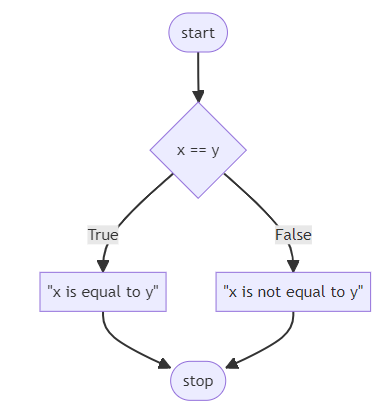 start
x == y
True
False
"x is equal to y"
"x is not equal to y"
stop